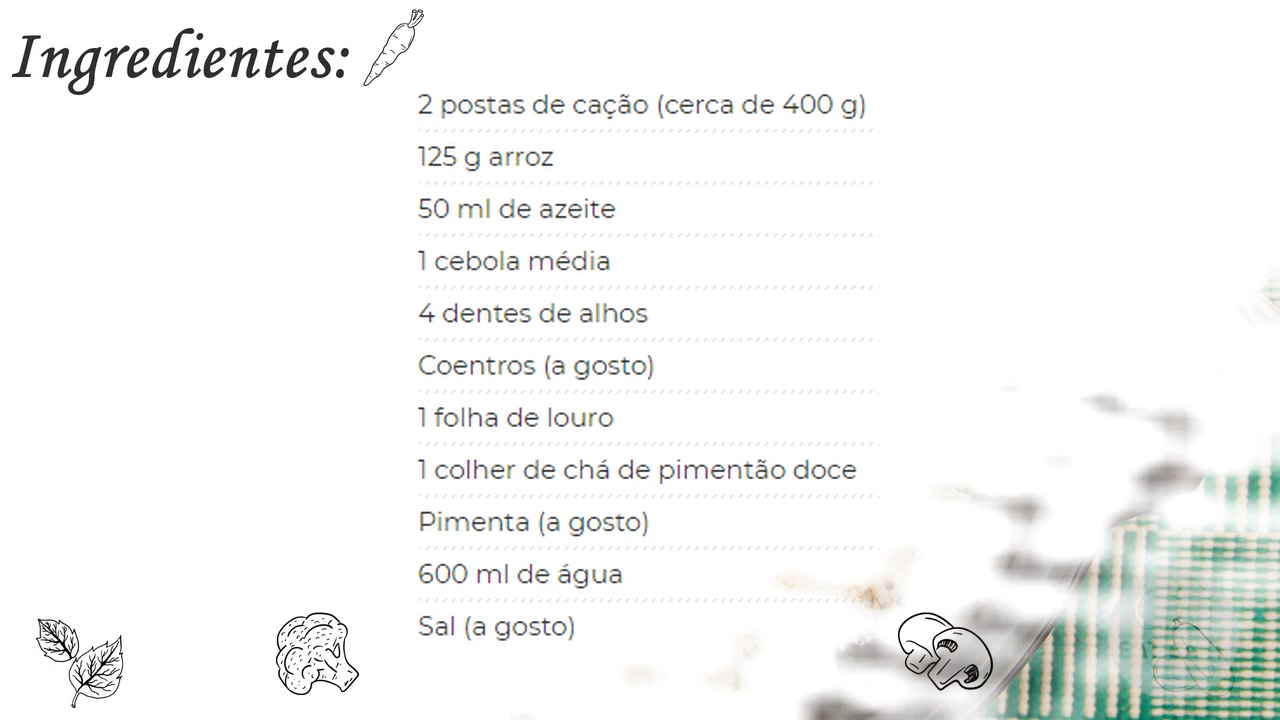 Ingredientes:
2 postas de cação (cerca de 400 g)
125 g arroz
50 ml de azeite
1 cebola média
4 dentes de alhos
Coentros (a gosto)
1 folha de louro
1 colher de chá de pimentão doce
Pimenta (a gosto)
600 ml de água
Sal (a gosto)